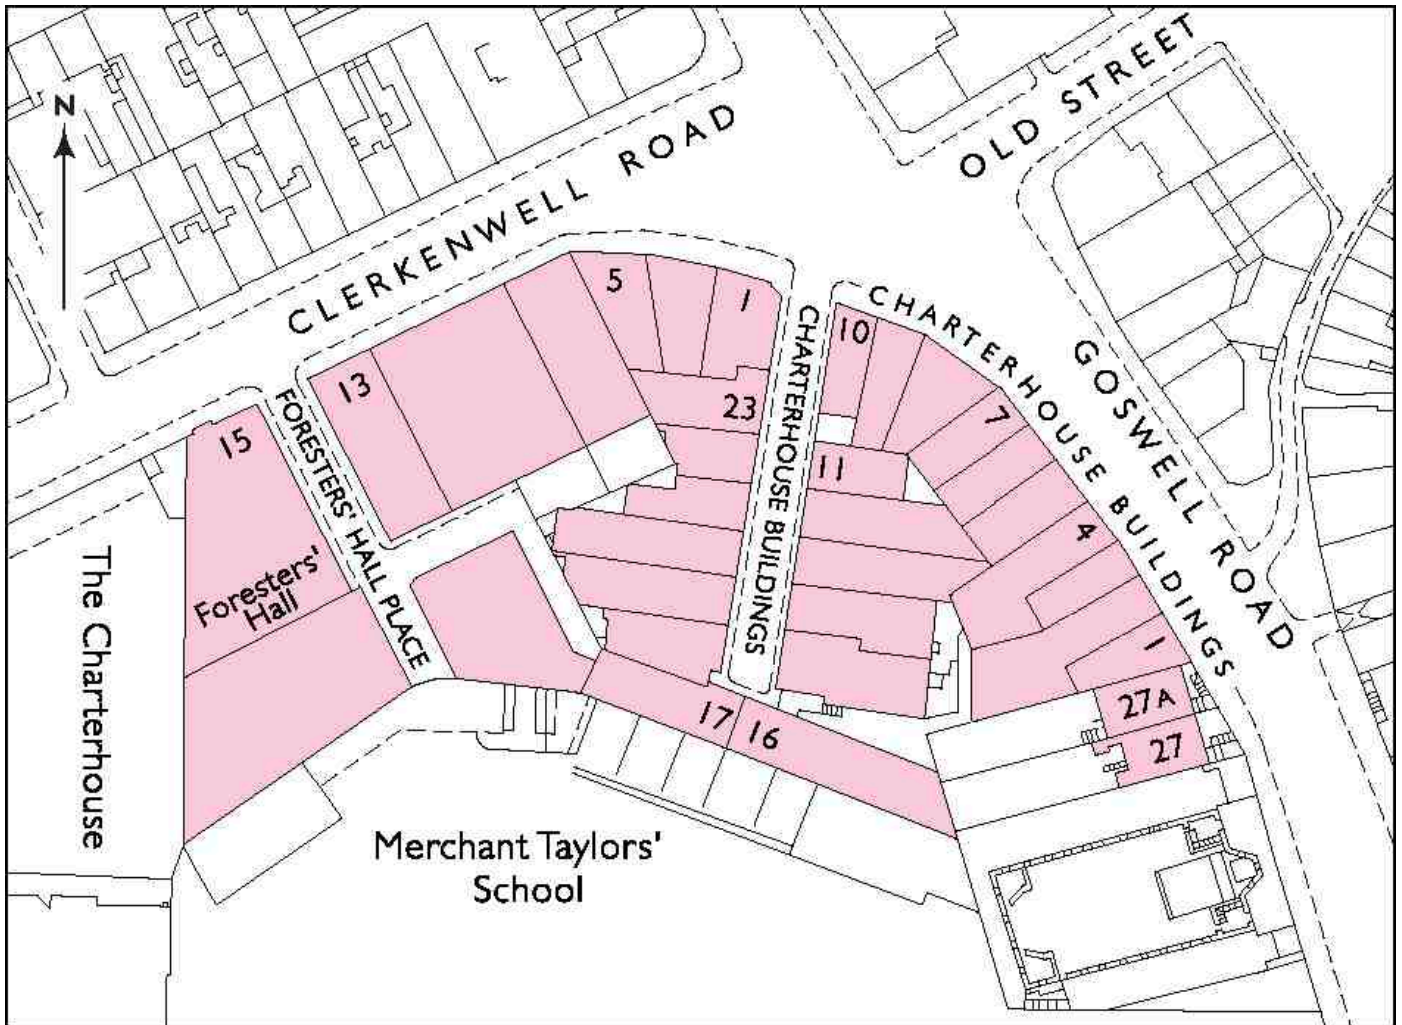 N
OLD STREET
CLERKENWELL ROAD
5
1
10
CHARTERHOUSE BUILDINGS
GOSWELL ROAD
13
7
23
15
FORESTERS' HALL PLACE
CHARTERHOUSE BUILDINGS
11
4
The Charterhouse
Foresters'
Hall
1
27A
17
16
27
Merchant Taylors'
School